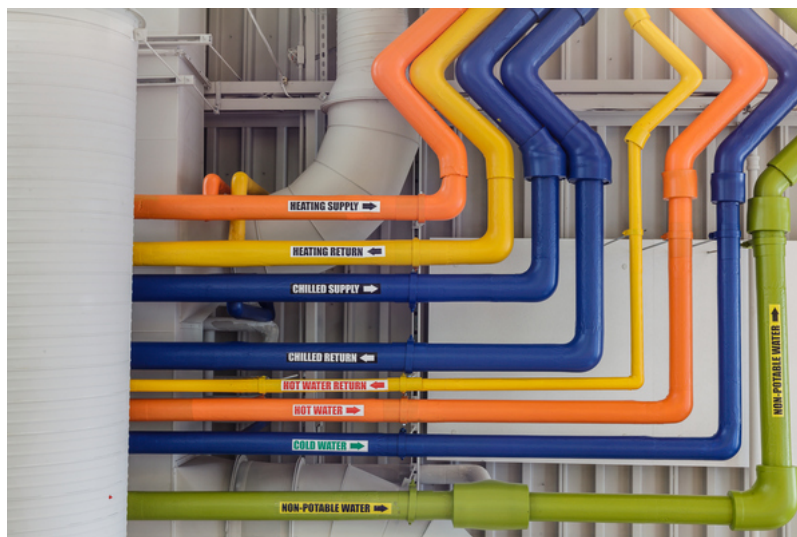 HEATING SUPPLY
HEATING RETURN
CHILLED SUPPLY
CHILLED RETURN
HOT WATER RETURN
HOT WATER
COLD WATER
NON-POTABLE WATER
NON-POTABLE WATER